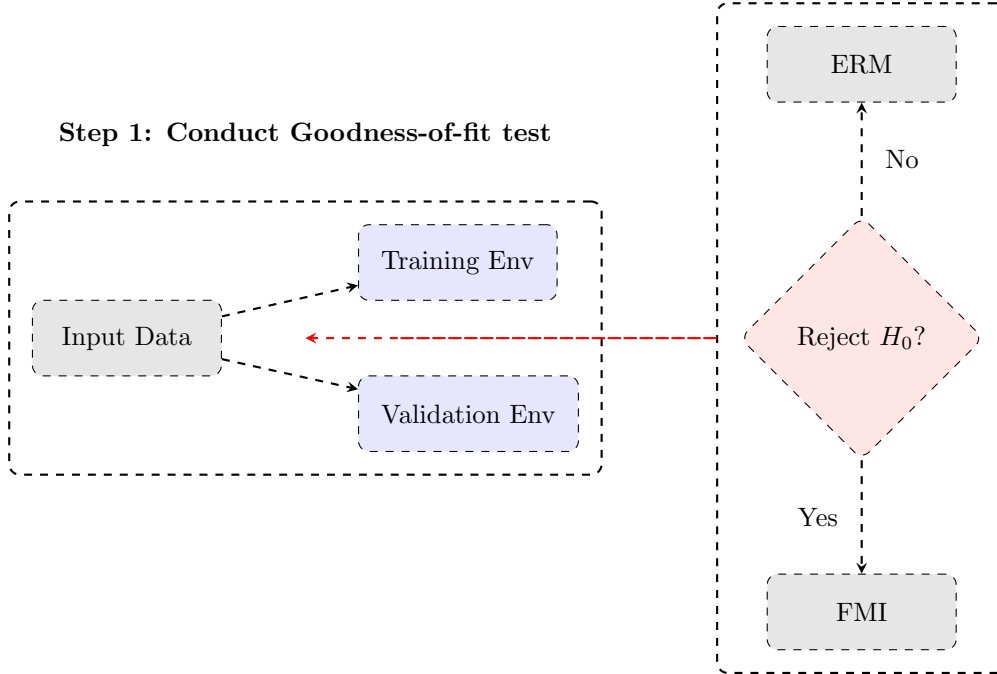 Step 1: Conduct Goodness-of-fit test
Input Data
Training Env
Validation Env
ERM
No
Reject H₀?
Yes
FMI